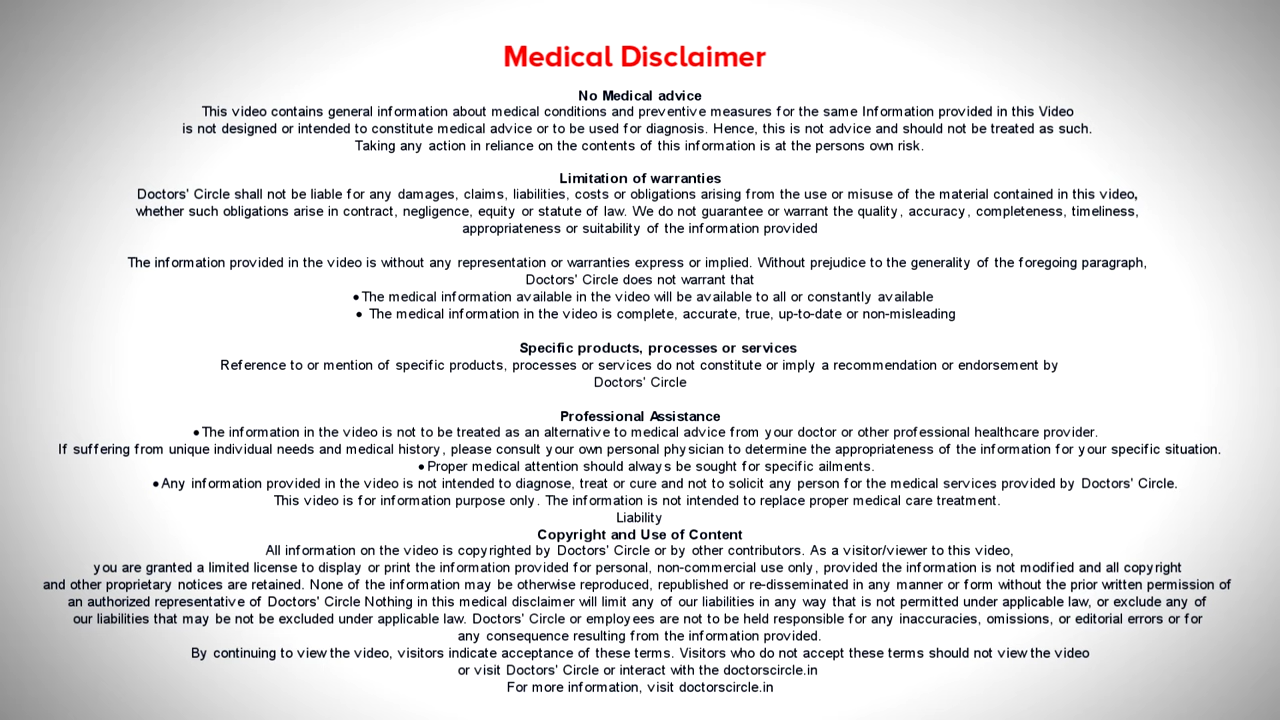 Medical Disclaimer
No Medical advice
This video contains general information about medical conditions and preventive measures for the same Information provided in this Video
is not designed or intended to constitute medical advice or to be used for diagnosis. Hence, this is not advice and should not be treated as such.
Taking any action in reliance on the contents of this information is at the persons own risk.
Limitation of warranties
Doctors' Circle shall not be liable for any damages, claims, liabilities, costs or obligations arising from the use or misuse of the material contained in this video,
whether such obligations arise in contract, negligence, equity or statute of law. We do not guarantee or warrant the quality, accuracy, completeness, timeliness,
appropriateness or suitability of the information provided
The information provided in the video is without any representation or warranties express or implied. Without prejudice to the generality of the foregoing paragraph,
Doctors' Circle does not warrant that
• The medical information available in the video will be available to all or constantly available
• The medical information in the video is complete, accurate, true, up-to-date or non-misleading
Specific products, processes or services
Reference to or mention of specific products, processes or services do not constitute or imply a recommendation or endorsement by
Doctors' Circle
Professional Assistance
• The information in the video is not to be treated as an alternative to medical advice from your doctor or other professional healthcare provider.
If suffering from unique individual needs and medical history, please consult your own personal physician to determine the appropriateness of the information for your specific situation.
• Proper medical attention should always be sought for specific ailments.
• Any information provided in the video is not intended to diagnose, treat or cure and not to solicit any person for the medical services provided by Doctors' Circle.
This video is for information purpose only. The information is not intended to replace proper medical care treatment.
Liability
Copyright and Use of Content
All information on the video is copyrighted by Doctors' Circle or by other contributors. As a visitor/viewer to this video,
you are granted a limited license to display or print the information provided for personal, non-commercial use only, provided the information is not modified and all copyright
and other proprietary notices are retained. None of the information may be otherwise reproduced, republished or re-disseminated in any manner or form without the prior written permission of
an authorized representative of Doctors' Circle Nothing in this medical disclaimer will limit any of our liabilities in any way that is not permitted under applicable law, or exclude any of
our liabilities that may be not be excluded under applicable law. Doctors' Circle or employees are not to be held responsible for any inaccuracies, omissions, or editorial errors or for
any consequence resulting from the information provided.
By continuing to view the video, visitors indicate acceptance of these terms. Visitors who do not accept these terms should not view the video
or visit Doctors' Circle or interact with the doctorscircle.in
For more information, visit doctorscircle.in